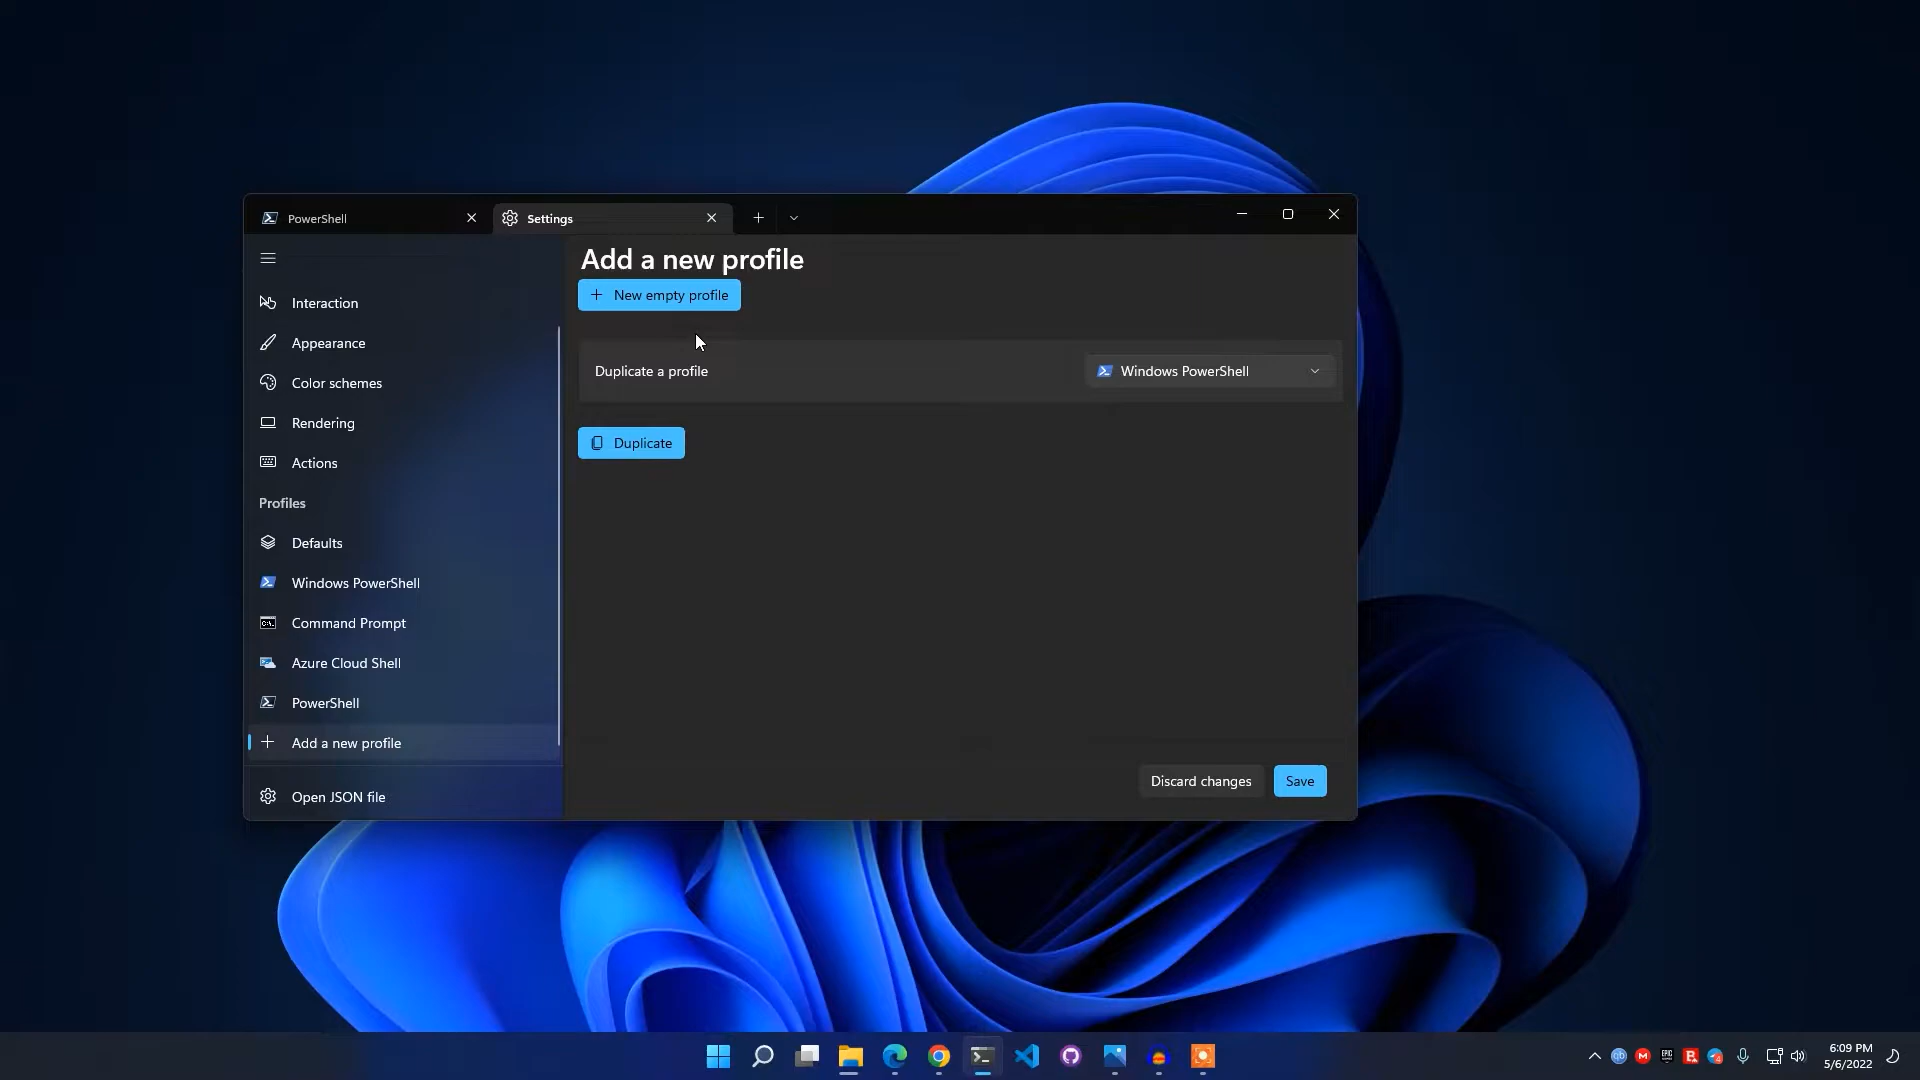 PowerShell
Settings
Add a new profile
New empty profile
Interaction
Appearance
Duplicate a profile
Windows PowerShell
Color schemes
Rendering
Duplicate
Actions
Profiles
Defaults
Windows PowerShell
Command Prompt
Azure Cloud Shell
PowerShell
Add a new profile
Discard changes
Save
Open JSON file
6:09 PM
5/6/2022